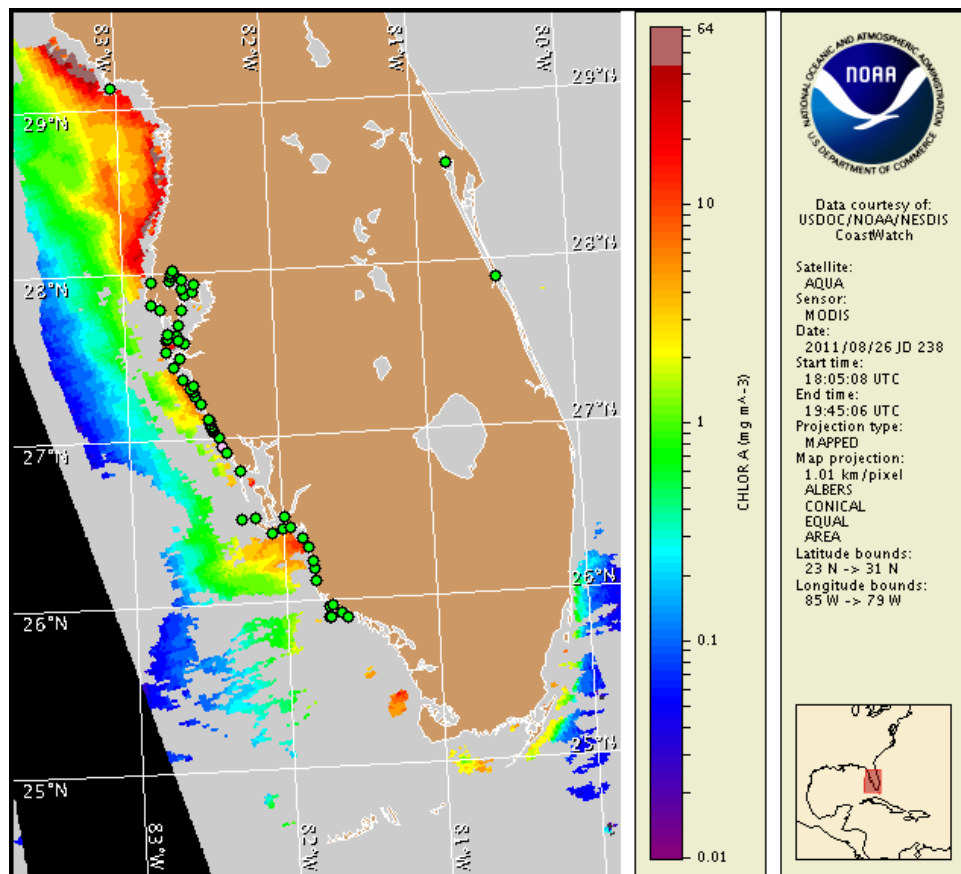 83°W
82°W
81°W
80°W
29°N
29°N
28°N
28°N
27°N
27°N
26°N
26°N
25°N
25°N
83°W
82°W
81°W
64
10
1
0.1
0.01
CHLOR A (mg m^-3)
NATIONAL OCEANIC AND ATMOSPHERIC ADMINISTRATION
NOAA
U.S. DEPARTMENT OF COMMERCE
Data courtesy of:
USDOC/NOAA/NESDIS
CoastWatch
Satellite:
AQUA
Sensor:
MODIS
Date:
2011/08/26 JD 238
Start time:
18:05:08 UTC
End time:
19:45:06 UTC
Projection type:
MAPPED
Map projection:
1.01 km/pixel
ALBERS
CONICAL
EQUAL
AREA
Latitude bounds:
23 N -> 31 N
Longitude bounds:
85 W -> 79 W